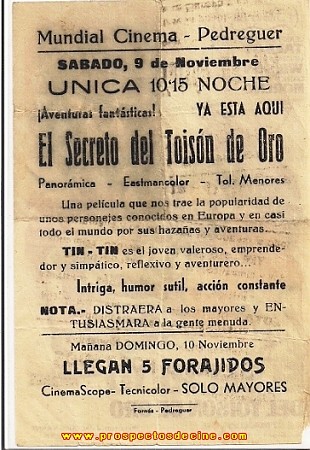 Mundial Cinema - Pedreguer
SABADO, 9 de Noviembre
UNICA 10'15 NOCHE
¡Aventuras fantásticas! YA ESTA AQUI
El Secreto del Toisón de Oro
Panorámica - Eastmancolor - Tol. Menores
Una película que nos trae la popularidad de
unos personejes conocidos en Europa y en casi
todo el mundo por sus hazañas y aventuras...
TIN - TIN es el joven valeroso, emprende-
dor y simpático, reflexivo y aventurero...
Intriga, humor sutil, acción constante
NOTA.- DISTRAERA a los mayores y EN-
TUSIASMARA a la gente menuda.
Mañana DOMINGO, 10 Noviembre
LLEGAN 5 FORAJIDOS
CinemaScope - Tecnicolor - SOLO MAYORES
Fornés - Pedreguer
www.prospectosdecine.com